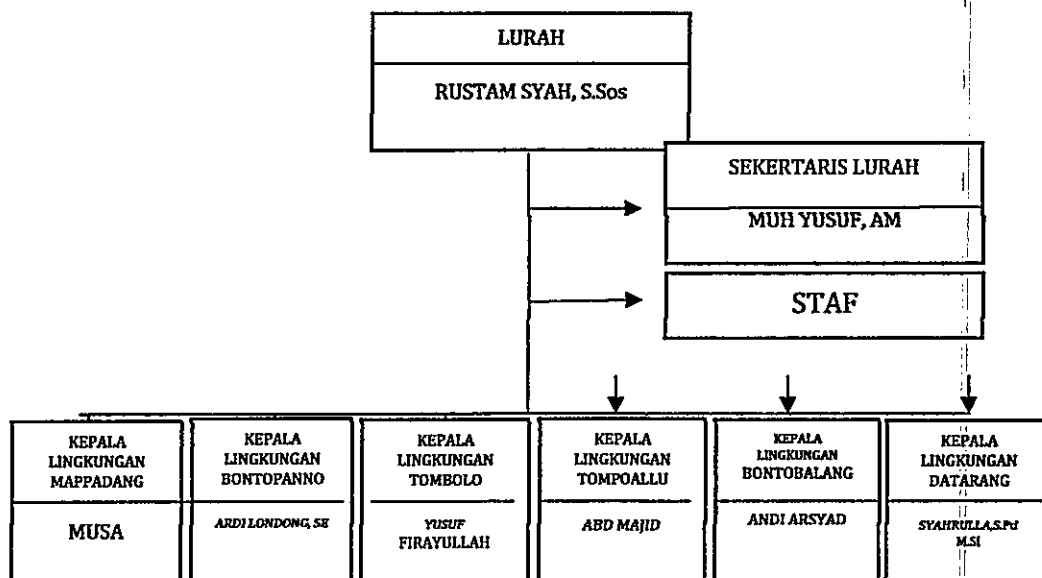 LURAH
RUSTAM SYAH, S.Sos
SEKERTARIS LURAH
MUH YUSUF, AM
STAF
KEPALA
LINGKUNGAN
MAPPADANG
MUSA
KEPALA
LINGKUNGAN
BONTOPANNO
ARDI LONDONG, SE
KEPALA
LINGKUNGAN
TOMBOLO
YUSUF
FIRAYULLAH
KEPALA
LINGKUNGAN
TOMPOALLU
ABD MAJID
KEPALA
LINGKUNGAN
BONTOBALANG
ANDI ARSYAD
KEPALA
LINGKUNGAN
DATARANG
SYAHRULLA,S.Pd
M.SI